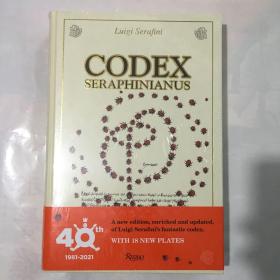 Luigi Serafini
CODEX
SERAPHINIANUS
40th
1981-2021
A new edition, enriched and updated,
of Luigi Serafini's fantastic codex.
WITH 18 NEW PLATES
Rizzoli